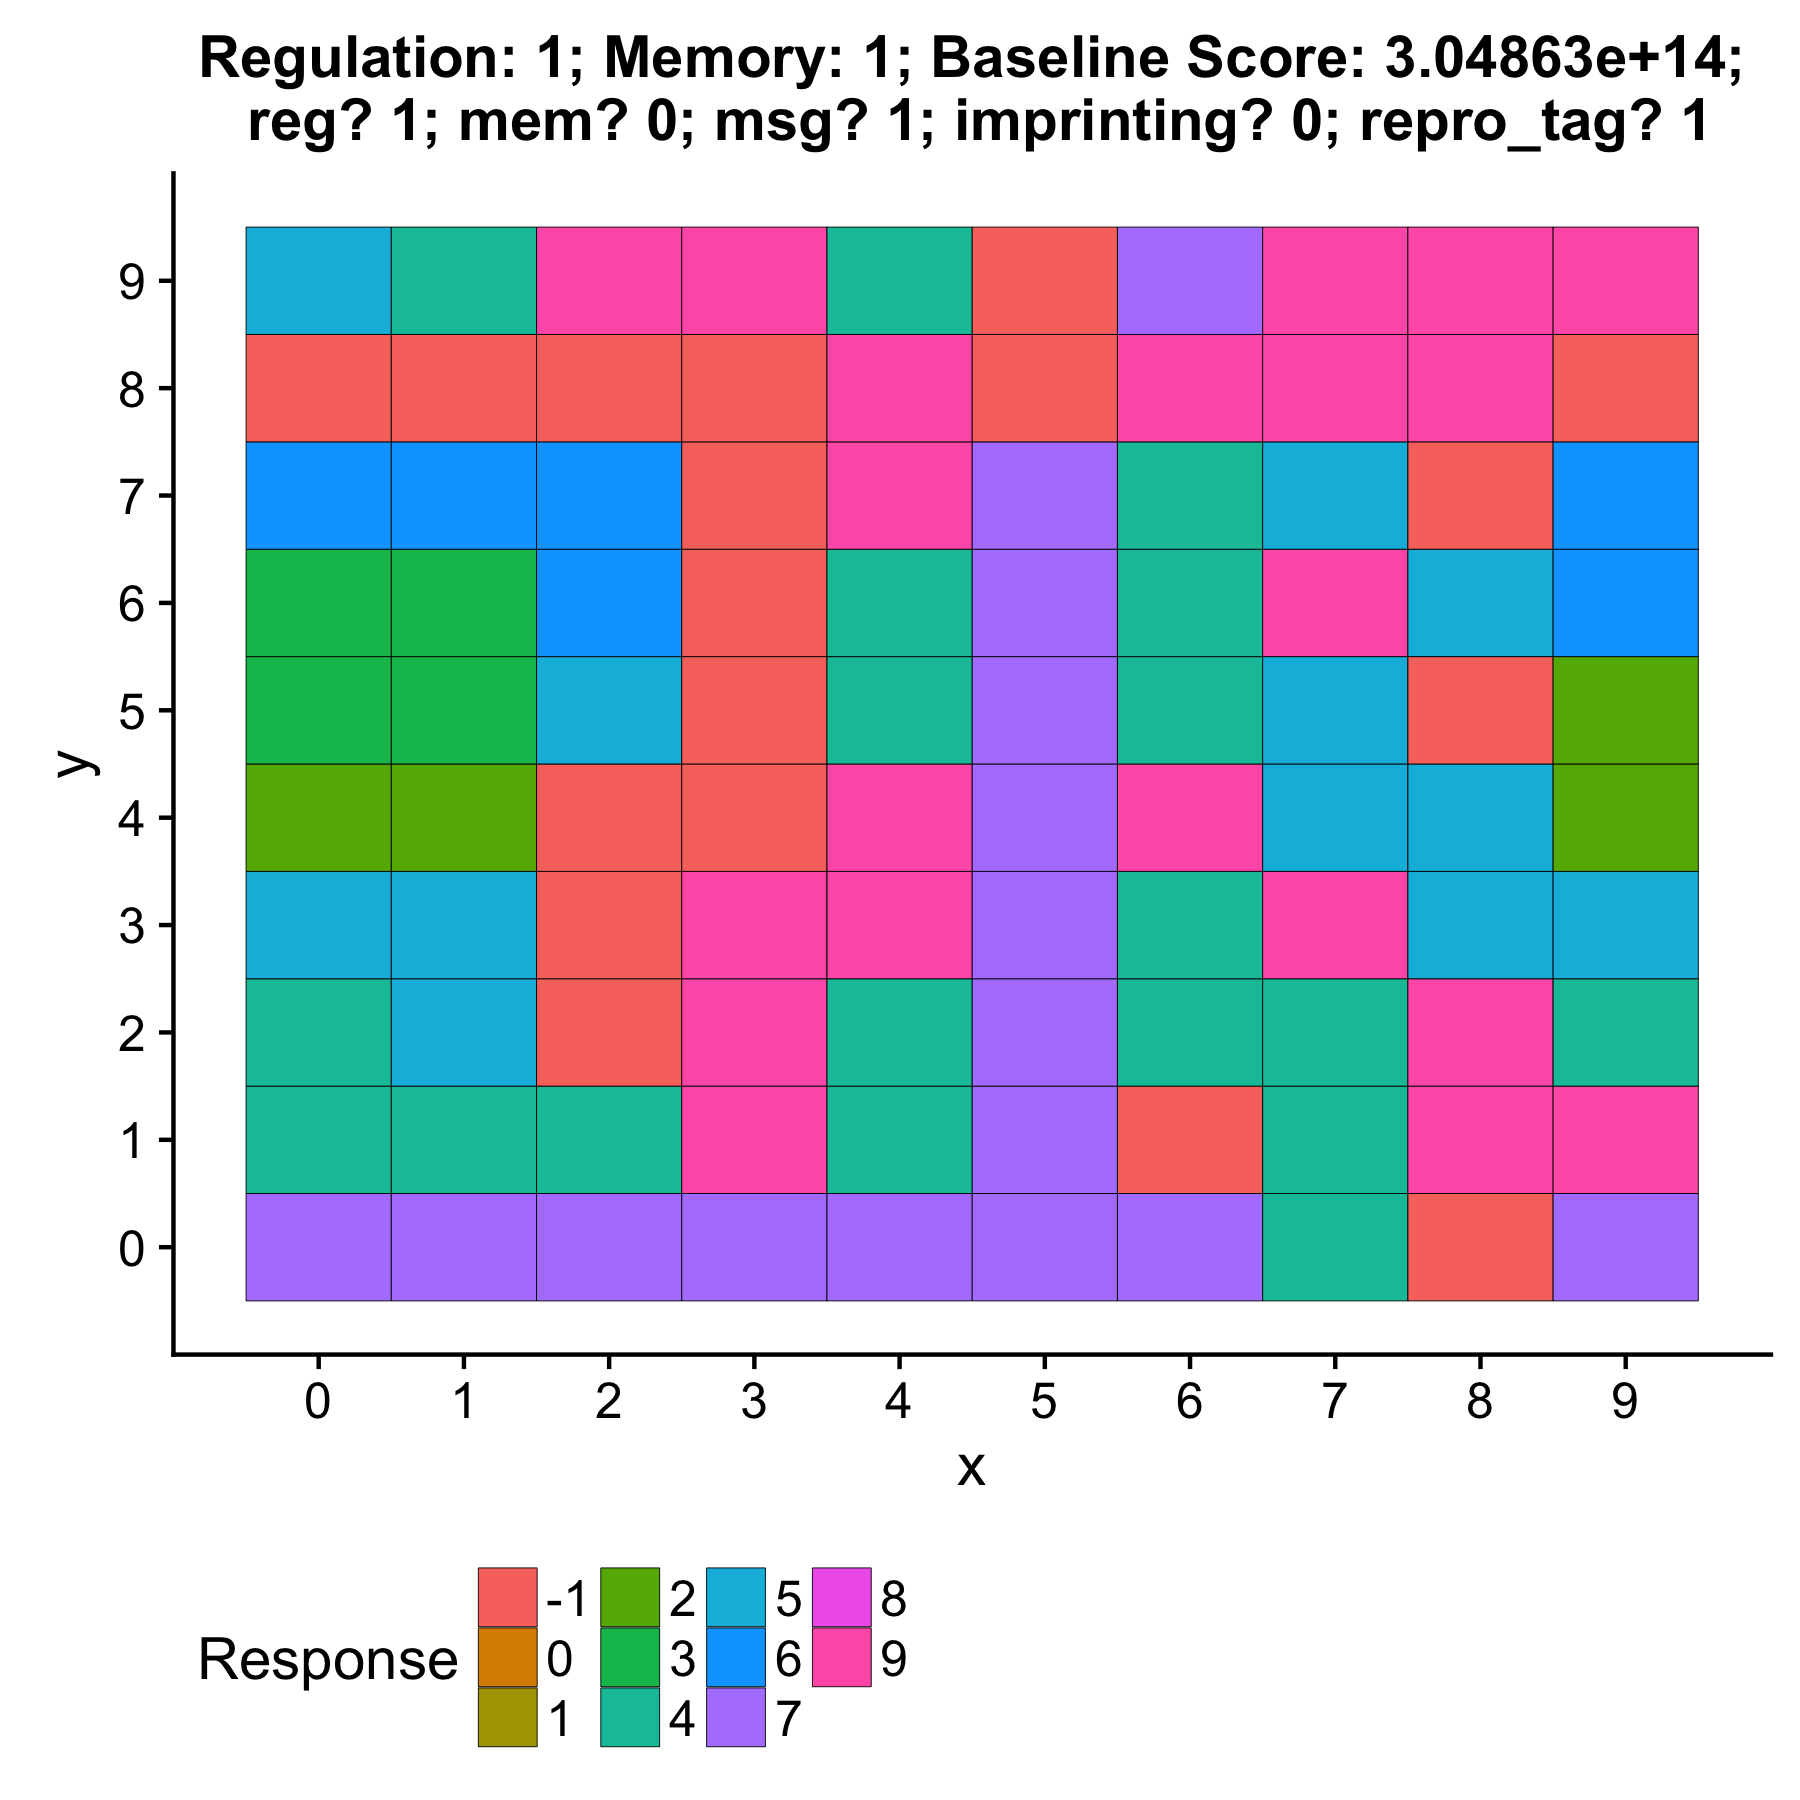 Regulation: 1; Memory: 1; Baseline Score: 3.04863e+14;
reg? 1; mem? 0; msg? 1; imprinting? 0; repro_tag? 1
y
9
8
7
6
5
4
3
2
1
0
0 1 2 3 4 5 6 7 8 9
x
Response
-1 2 5 8
0 3 6 9
1 4 7